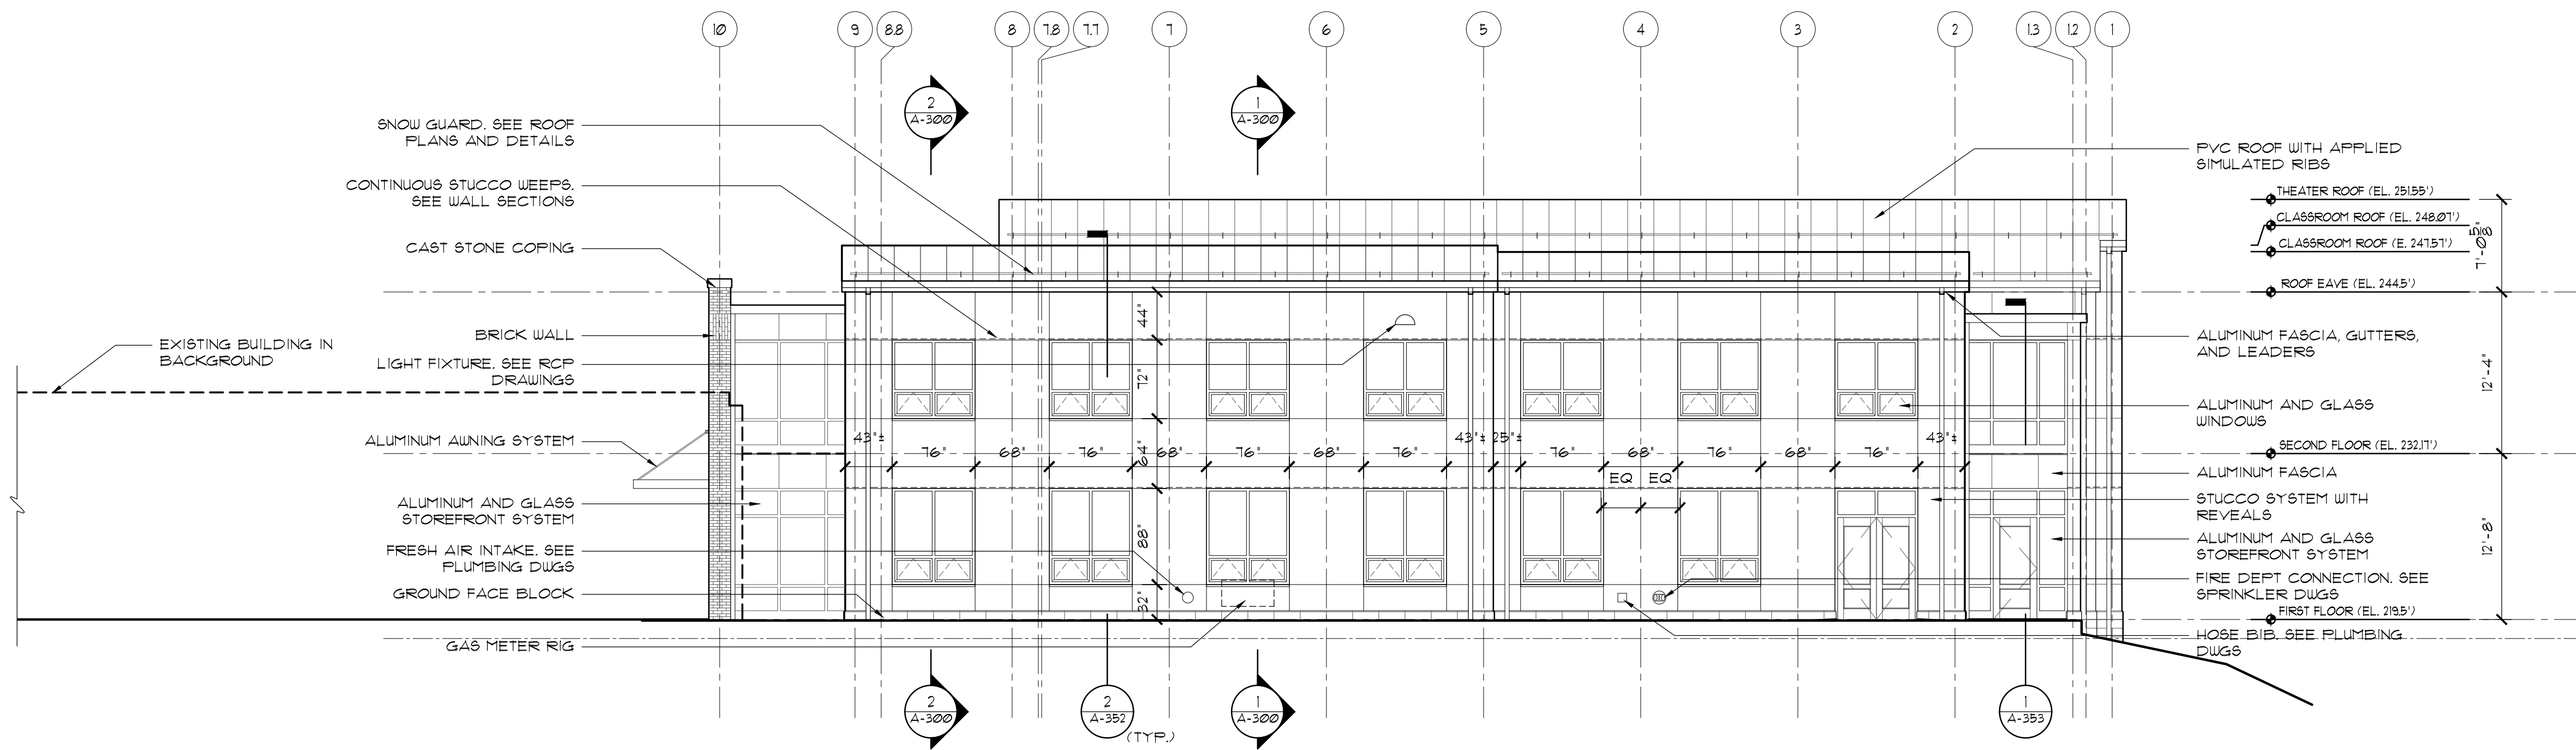 10
9
8.8
8
7.8
7.7
7
6
5
4
3
2
1.3
1.2
1
2
A-300
1
A-300
SNOW GUARD. SEE ROOF
PLANS AND DETAILS
CONTINUOUS STUCCO WEEPS.
SEE WALL SECTIONS
CAST STONE COPING
BRICK WALL
EXISTING BUILDING IN
BACKGROUND
LIGHT FIXTURE. SEE RCP
DRAWINGS
ALUMINUM AWNING SYSTEM
ALUMINUM AND GLASS
STOREFRONT SYSTEM
FRESH AIR INTAKE. SEE
PLUMBING DWGS
GROUND FACE BLOCK
GAS METER RIG
44"
72"
64"
88"
32"
43"±
76"
68"
76"
68"
76"
68"
76"
43"±
25"±
76"
68"
76"
68"
76"
43"±
EQ
EQ
PVC ROOF WITH APPLIED
SIMULATED RIBS
THEATER ROOF (EL. 251.55')
CLASSROOM ROOF (EL. 248.07')
CLASSROOM ROOF (E. 247.57')
ROOF EAVE (EL. 244.5')
7'-0 5/8"
ALUMINUM FASCIA, GUTTERS,
AND LEADERS
12'-4"
ALUMINUM AND GLASS
WINDOWS
SECOND FLOOR (EL. 232.17')
ALUMINUM FASCIA
STUCCO SYSTEM WITH
REVEALS
ALUMINUM AND GLASS
STOREFRONT SYSTEM
12'-8"
FIRE DEPT CONNECTION. SEE
SPRINKLER DWGS
FIRST FLOOR (EL. 219.5')
HOSE BIB. SEE PLUMBING
DWGS
2
A-300
2
A-352
(TYP.)
1
A-300
1
A-353